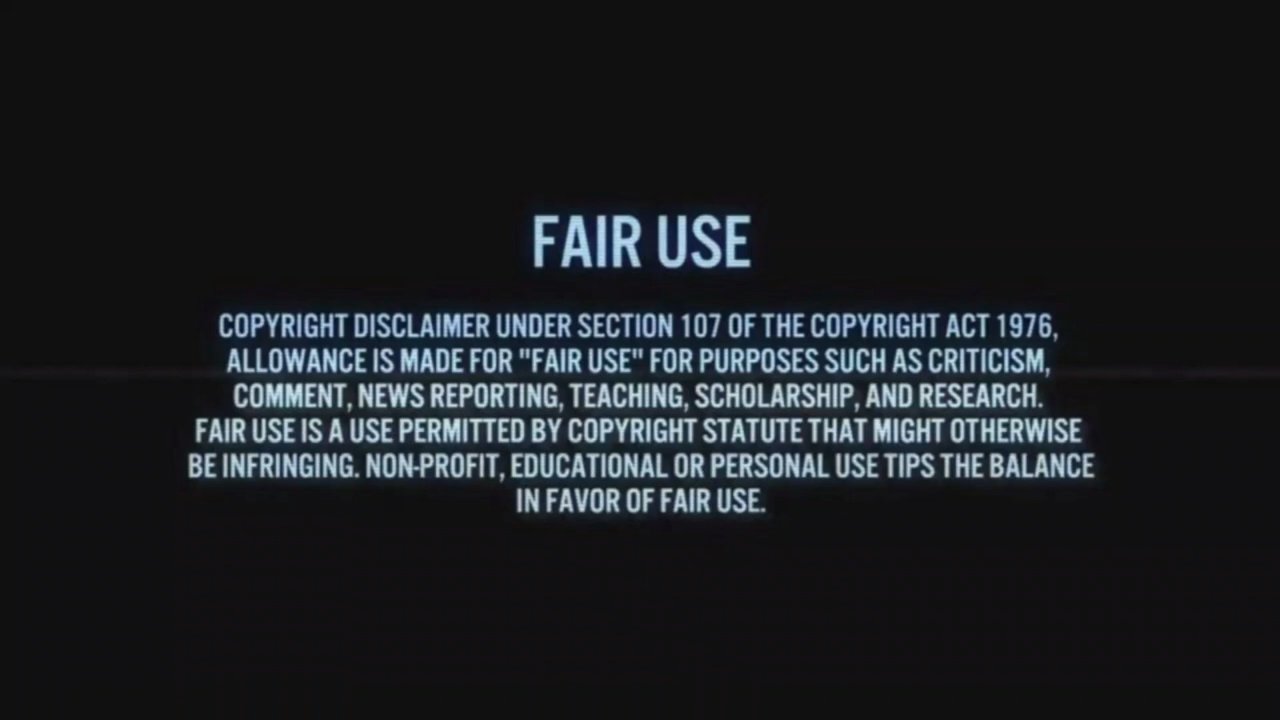 FAIR USE
COPYRIGHT DISCLAIMER UNDER SECTION 107 OF THE COPYRIGHT ACT 1976,
ALLOWANCE IS MADE FOR "FAIR USE" FOR PURPOSES SUCH AS CRITICISM,
COMMENT, NEWS REPORTING, TEACHING, SCHOLARSHIP, AND RESEARCH.
FAIR USE IS A USE PERMITTED BY COPYRIGHT STATUTE THAT MIGHT OTHERWISE
BE INFRINGING. NON-PROFIT, EDUCATIONAL OR PERSONAL USE TIPS THE BALANCE
IN FAVOR OF FAIR USE.